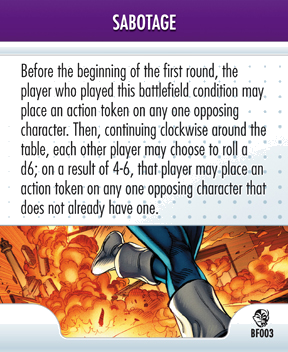 SABOTAGE
Before the beginning of the first round, the
player who played this battlefield condition may
place an action token on any one opposing
character. Then, continuing clockwise around the
table, each other player may choose to roll a
d6; on a result of 4-6, that player may place an
action token on any one opposing character that
does not already have one.
BF003